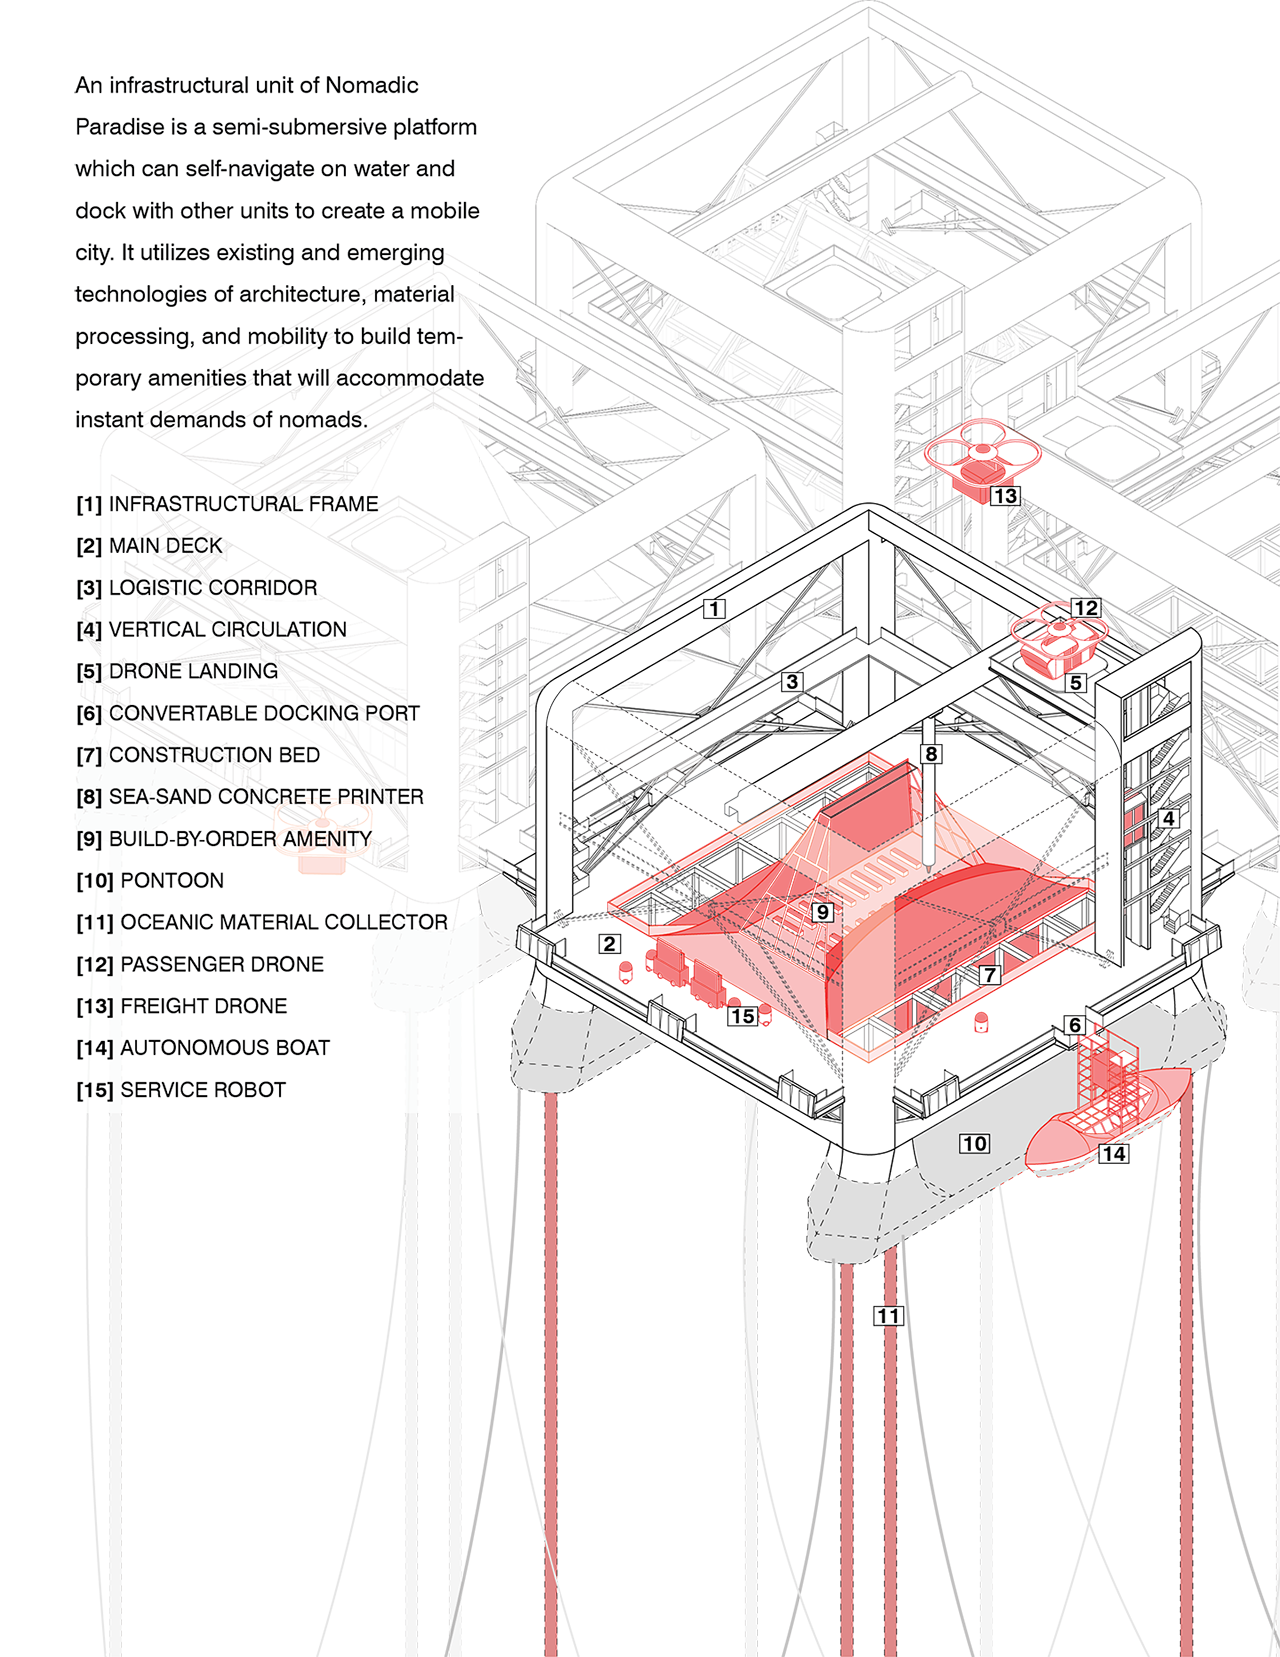 An infrastructural unit of Nomadic
Paradise is a semi-submersive platform
which can self-navigate on water and
dock with other units to create a mobile
city. It utilizes existing and emerging
technologies of architecture, material
processing, and mobility to build tem-
porary amenities that will accommodate
instant demands of nomads.
[1] INFRASTRUCTURAL FRAME
[2] MAIN DECK
[3] LOGISTIC CORRIDOR
[4] VERTICAL CIRCULATION
[5] DRONE LANDING
[6] CONVERTABLE DOCKING PORT
[7] CONSTRUCTION BED
[8] SEA-SAND CONCRETE PRINTER
[9] BUILD-BY-ORDER AMENITY
[10] PONTOON
[11] OCEANIC MATERIAL COLLECTOR
[12] PASSENGER DRONE
[13] FREIGHT DRONE
[14] AUTONOMOUS BOAT
[15] SERVICE ROBOT
13
1
12
3
5
8
4
9
2
7
15
6
10
14
11